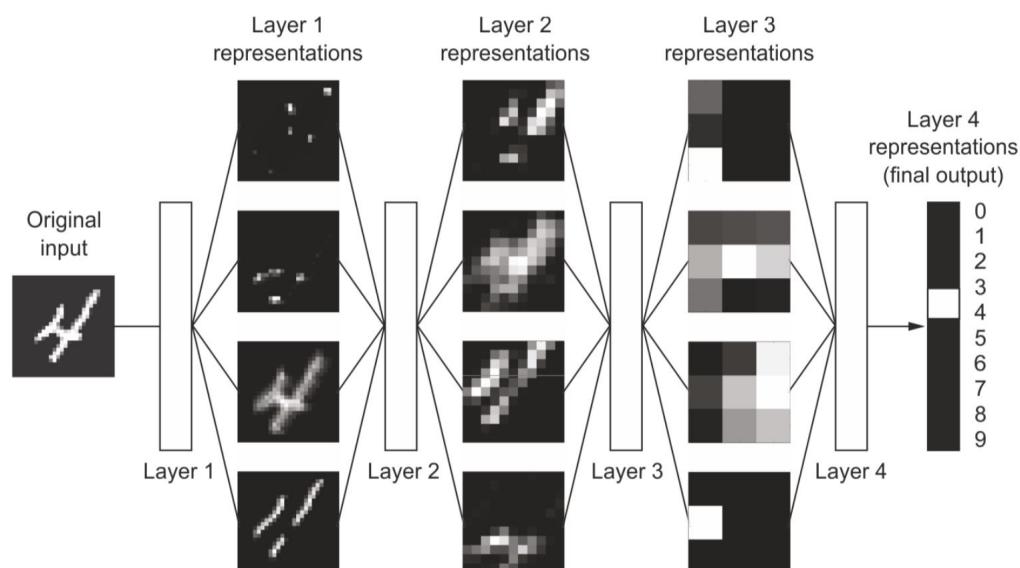 Layer 1
representations
Layer 2
representations
Layer 3
representations
Layer 4
representations
(final output)
Original
input
0
1
2
3
4
5
6
7
8
9
Layer 1
Layer 2
Layer 3
Layer 4